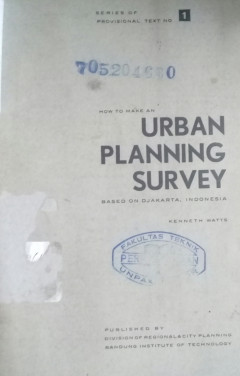 SERIES OF
PROVISIONAL TEXT NO 1
HOW TO MAKE AN
URBAN
PLANNING
SURVEY
BASED ON DJAKARTA, INDONESIA
KENNETH WATTS
FAKULTAS TEKNIK
UNPAR
PUBLISHED BY
DIVISION OF REGIONAL & CITY PLANNING
BANDUNG INSTITUTE OF TECHNOLOGY